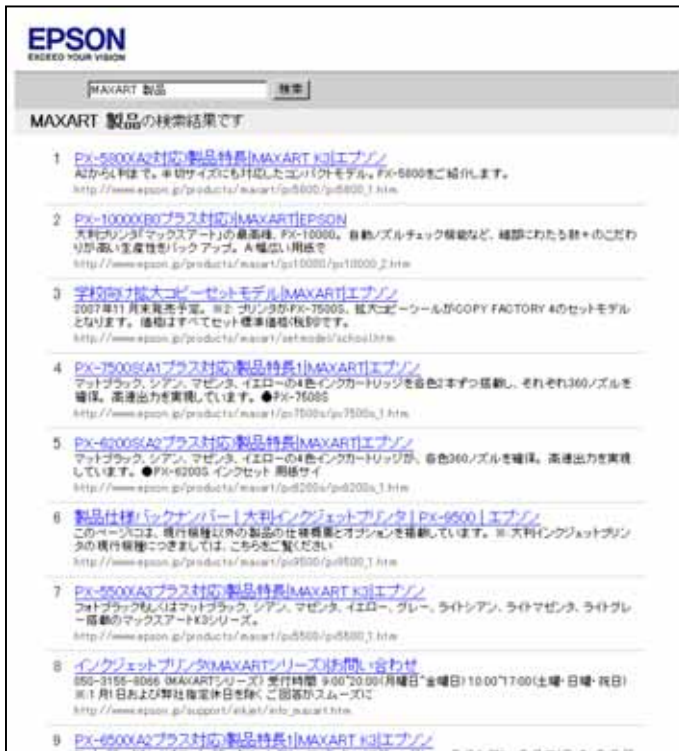 EPSON
EXCEED YOUR VISION
MAXART 製品 検索
MAXART 製品の検索結果です
1 PX-5800(A2対応)製品特長|MAXART K3|エプソン
A2からL判まで。半切サイズにも対応したコンパクトモデル。PX-5800をご紹介します。
http://www.epson.jp/products/maxart/px5800/px5800_1.htm
2 PX-10000(B0プラス対応)|MAXART|EPSON
大判プリンタ「マックスアート」の最高峰、PX-10000。自動ノズルチェック機能など、細部にわたる数々のこだわ
りが高い生産性をバックアップ。A幅広い用紙で
http://www.epson.jp/products/maxart/px10000/px10000_2.htm
3 学校向け拡大コピーセットモデル|MAXART|エプソン
2007年11月末発売予定。※2:プリンタがPX-7500S、拡大コピーツールがCOPY FACTORY 4のセットモデル
となります。 価格はすべてセット標準価格(税別)です。
http://www.epson.jp/products/maxart/setmodel/school.htm
4 PX-7500S(A1プラス対応)製品特長1|MAXART|エプソン
マットブラック、シアン、マゼンタ、イエローの4色インクカートリッジを各色2本ずつ搭載し、それぞれ360ノズルを
確保。高速出力を実現しています。●PX-7500S
http://www.epson.jp/products/maxart/px7500s/px7500s_1.htm
5 PX-6200S(A2プラス対応)製品特長|MAXART|エプソン
マットブラック、シアン、マゼンタ、イエローの4色インクカートリッジが、各色360ノズルを確保。高速出力を実現
しています。●PX-6200S インクセット 用紙サイ
http://www.epson.jp/products/maxart/px6200s/px6200s_1.htm
6 製品仕様バックナンバー | 大判インクジェットプリンタ | PX-9500 | エプソン
このページには、現行機種以外の製品の仕様概要とオプションを掲載しています。※ 大判インクジェットプリン
タの現行機種につきましては、こちらをご覧ください
http://www.epson.jp/products/maxart/px9500/px9500_1.htm
7 PX-5500(A3プラス対応)製品特長|MAXART K3|エプソン
フォトブラックもしくはマットブラック、シアン、マゼンタ、イエロー、グレー、ライトシアン、ライトマゼンタ、ライトグレ
ー搭載のマックスアートK3シリーズ。
http://www.epson.jp/products/maxart/px5500/px5500_1.htm
8 インクジェットプリンタ(MAXARTシリーズ)お問い合わせ
050-3155-8066 (MAXARTシリーズ) 受付時間 9:00~20:00(月曜日~金曜日) 10:00~17:00(土曜・日曜・祝日)
※1月1日および弊社指定休日を除く ご回答がスムーズに
http://www.epson.jp/support/
9 PX-6500(A2プラス対応)製品特長1|MAXART K3|エプソン